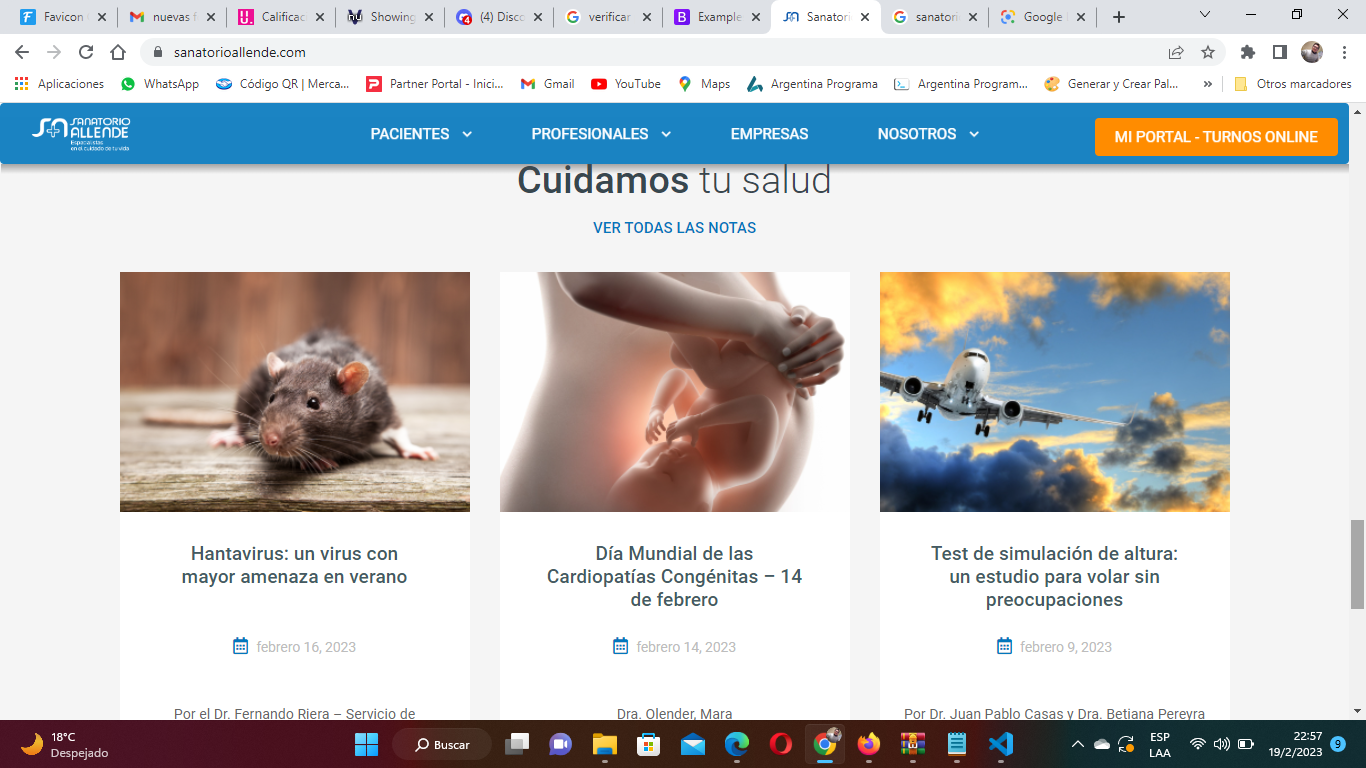 Favicon
nuevas f
Calificac
Showing
(4) Disco
verificar
Example
Sanatori
sanatori
Google
sanatorioallende.com
Aplicaciones
WhatsApp
Código QR | Merca...
Partner Portal - Inici...
Gmail
YouTube
Maps
Argentina Programa
Argentina Program...
Generar y Crear Pal...
»
Otros marcadores
SANATORIO
ALLENDE
Especialistas
en el cuidado de tu vida
PACIENTES
PROFESIONALES
EMPRESAS
NOSOTROS
MI PORTAL - TURNOS ONLINE
Cuidamos tu salud
VER TODAS LAS NOTAS
Hantavirus: un virus con
mayor amenaza en verano
febrero 16, 2023
Por el Dr. Fernando Riera – Servicio de
Día Mundial de las
Cardiopatías Congénitas – 14
de febrero
febrero 14, 2023
Dra. Olender, Mara
Test de simulación de altura:
un estudio para volar sin
preocupaciones
febrero 9, 2023
Por Dr. Juan Pablo Casas y Dra. Betiana Pereyra
18°C
Despejado
Buscar
ESP
LAA
22:57
19/2/2023
9